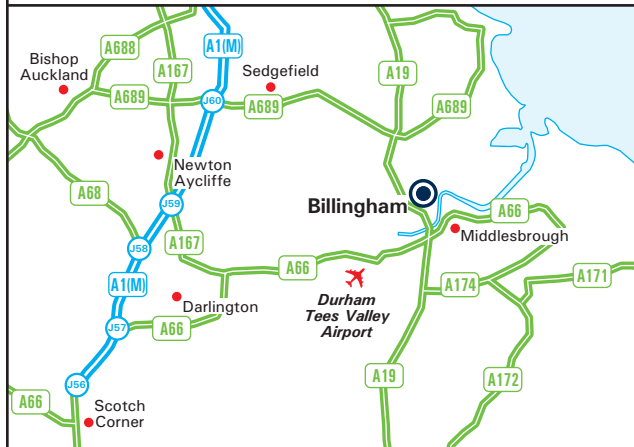 A688
A1(M)
Bishop
Auckland
A167
A19
Sedgefield
A689
J60
A689
A689
Newton
Aycliffe
A68
J59
Billingham
A66
J58
A167
Middlesbrough
A66
A1(M)
A174
A171
Darlington
Durham
Tees Valley
Airport
J57
A66
A19
A172
J56
A66
Scotch
Corner